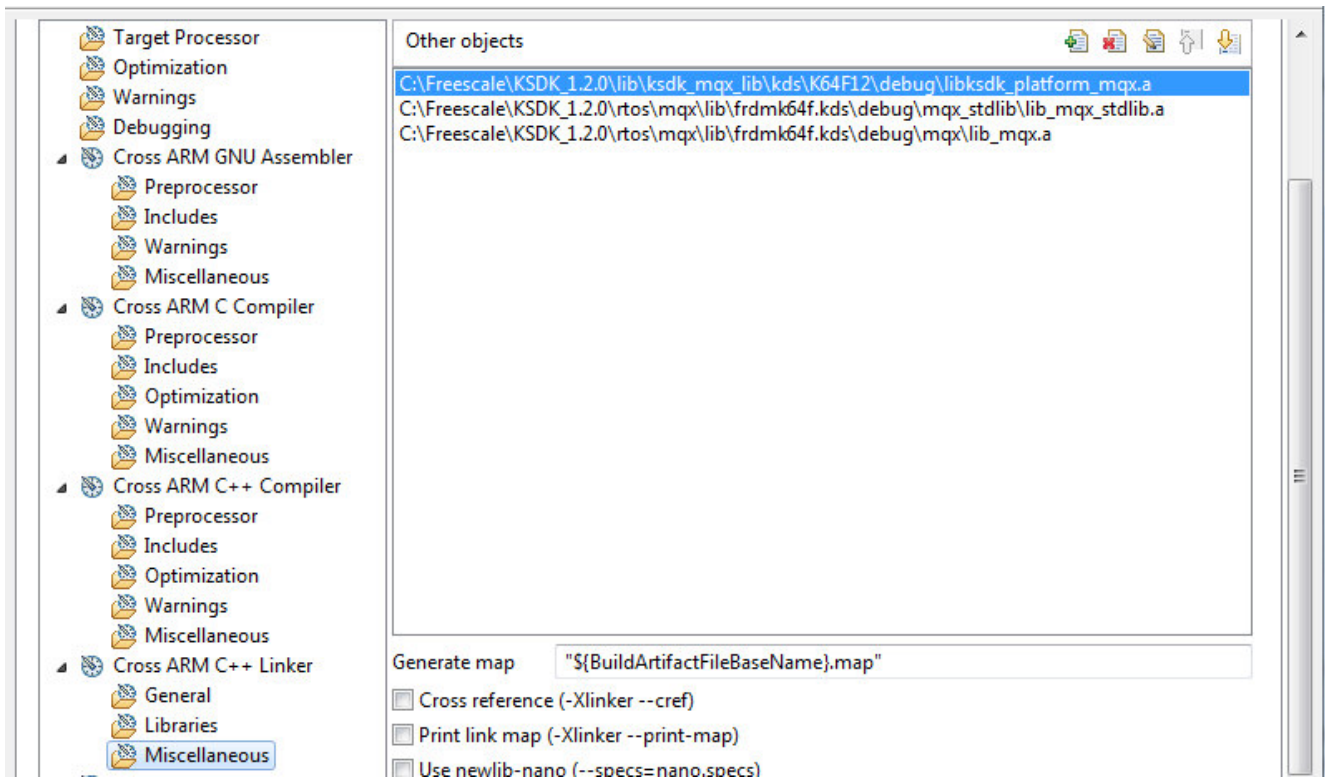 Target Processor
Optimization
Warnings
Debugging
Cross ARM GNU Assembler
Preprocessor
Includes
Warnings
Miscellaneous
Cross ARM C Compiler
Preprocessor
Includes
Optimization
Warnings
Miscellaneous
Cross ARM C++ Compiler
Preprocessor
Includes
Optimization
Warnings
Miscellaneous
Cross ARM C++ Linker
General
Libraries
Miscellaneous
Other objects
C:\Freescale\KSDK_1.2.0\lib\ksdk_mqx_lib\kds\K64F12\debug\libksdk_platform_mqx.a
C:\Freescale\KSDK_1.2.0\rtos\mqx\lib\frdmk64f.kds\debug\mqx_stdlib\lib_mqx_stdlib.a
C:\Freescale\KSDK_1.2.0\rtos\mqx\lib\frdmk64f.kds\debug\mqx\lib_mqx.a
Generate map "${BuildArtifactFileBaseName}.map"
Cross reference (-Xlinker --cref)
Print link map (-Xlinker --print-map)
Use newlib-nano (--specs=nano.specs)